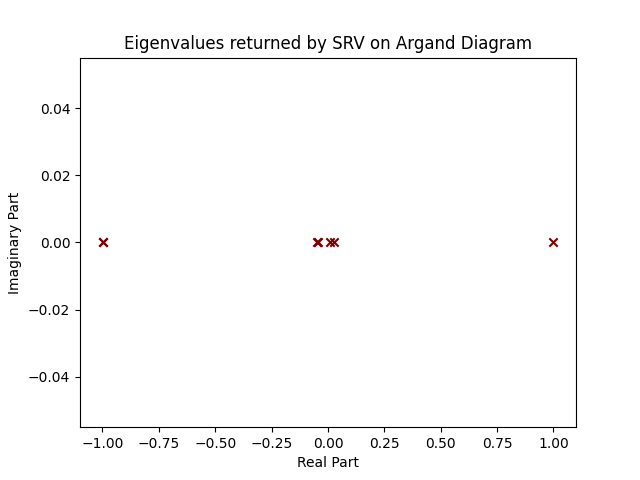 Eigenvalues returned by SRV on Argand Diagram
0.04
0.02
0.00
−0.02
−0.04
Imaginary Part
−1.00 −0.75 −0.50 −0.25 0.00 0.25 0.50 0.75 1.00
Real Part